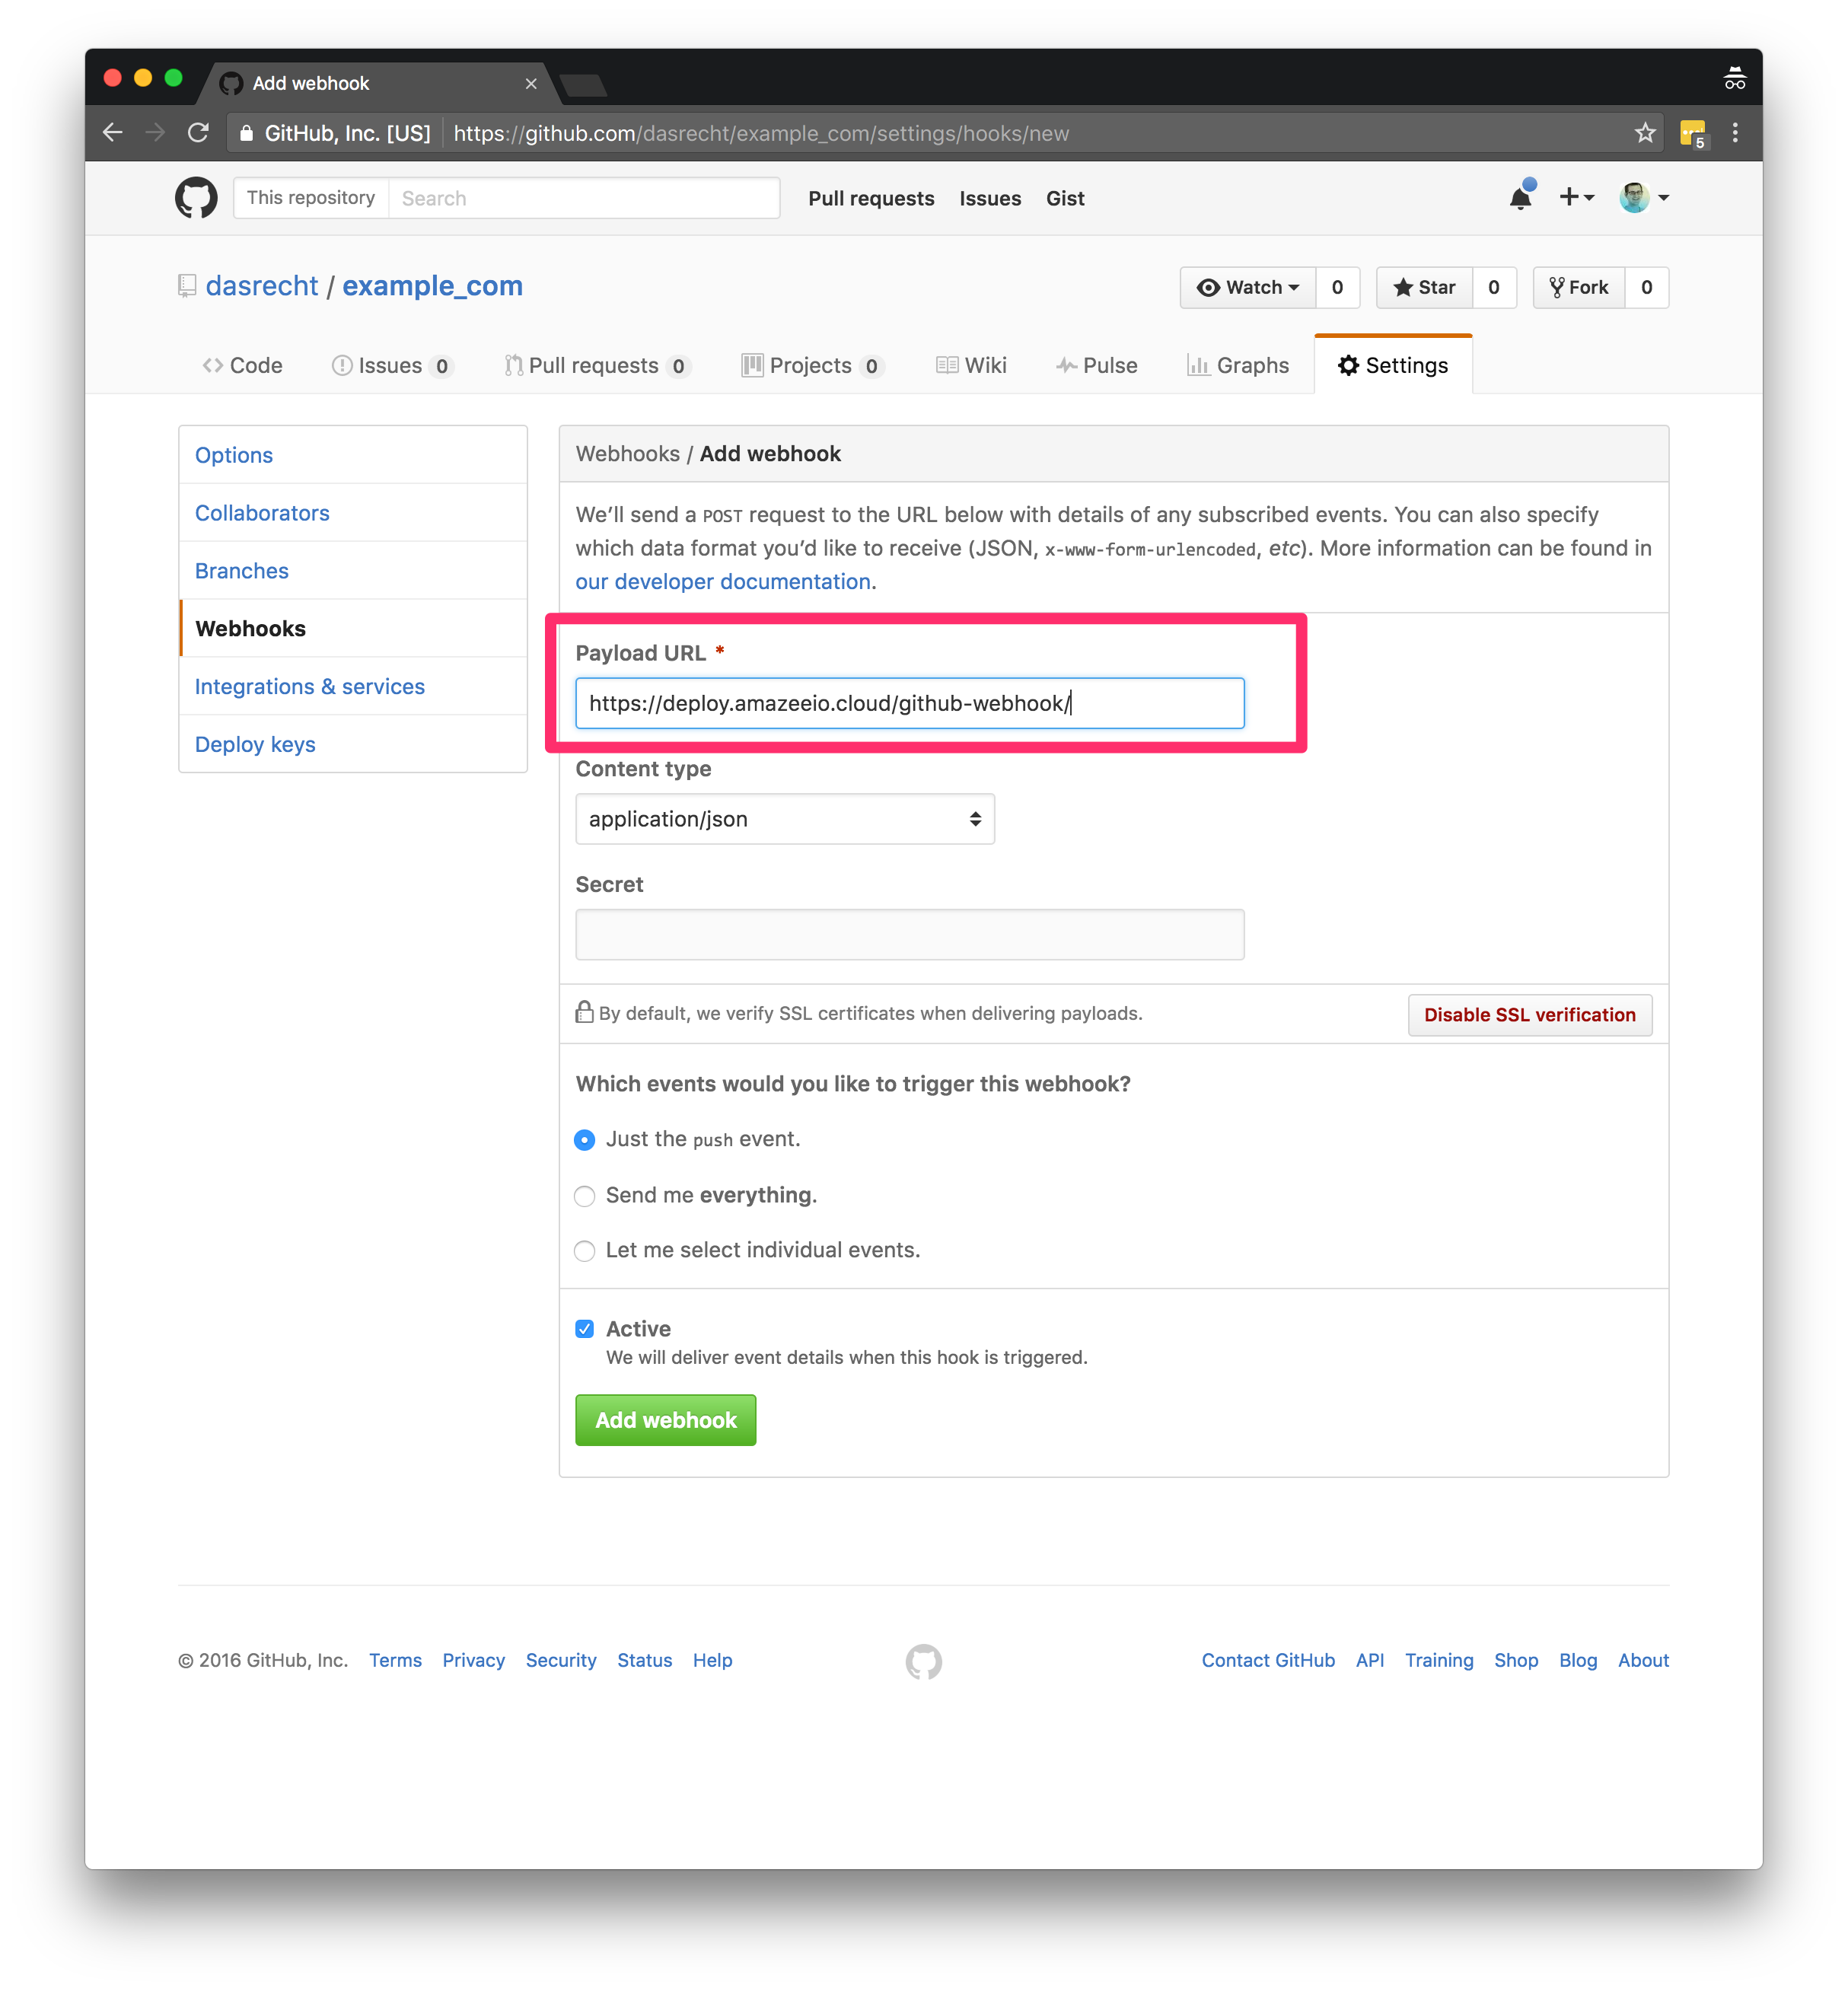 Add webhook
GitHub, Inc. [US] https://github.com/dasrecht/example_com/settings/hooks/new
5
This repository Search Pull requests Issues Gist
dasrecht / example_com Watch 0 Star 0 Fork 0
Code Issues 0 Pull requests 0 Projects 0 Wiki Pulse Graphs Settings
Options
Collaborators
Branches
Webhooks
Integrations & services
Deploy keys
Webhooks / Add webhook
We’ll send a POST request to the URL below with details of any subscribed events. You can also specify
which data format you’d like to receive (JSON, x-www-form-urlencoded, etc). More information can be found in
our developer documentation.
Payload URL *
https://deploy.amazeeio.cloud/github-webhook/
Content type
application/json
Secret
By default, we verify SSL certificates when delivering payloads. Disable SSL verification
Which events would you like to trigger this webhook?
Just the push event.
Send me everything.
Let me select individual events.
Active
We will deliver event details when this hook is triggered.
Add webhook
© 2016 GitHub, Inc. Terms Privacy Security Status Help Contact GitHub API Training Shop Blog About